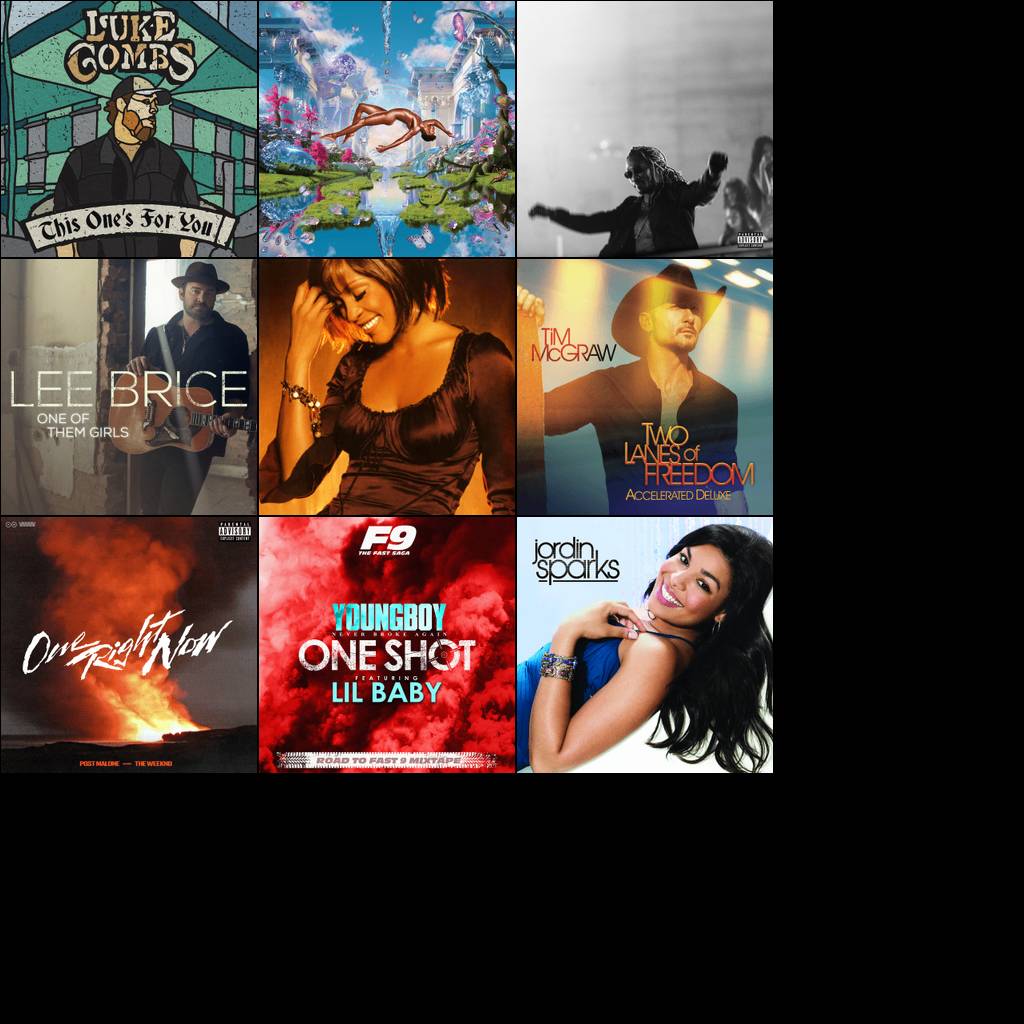 LUKE
COMBS
This One's For You
PARENTAL
ADVISORY
EXPLICIT CONTENT
LEE BRICE
ONE OF
THEM GIRLS
TIM
McGRAW
TWO
LANES of
FREEDOM
ACCELERATED DELUXE
PARENTAL
ADVISORY
EXPLICIT CONTENT
One Right Now
POST MALONE — THE WEEKND
F9
THE FAST SAGA
YOUNGBOY
NEVER BROKE AGAIN
ONE SHOT
FEATURING
LIL BABY
ROAD TO FAST 9 MIXTAPE
jordin
sparks